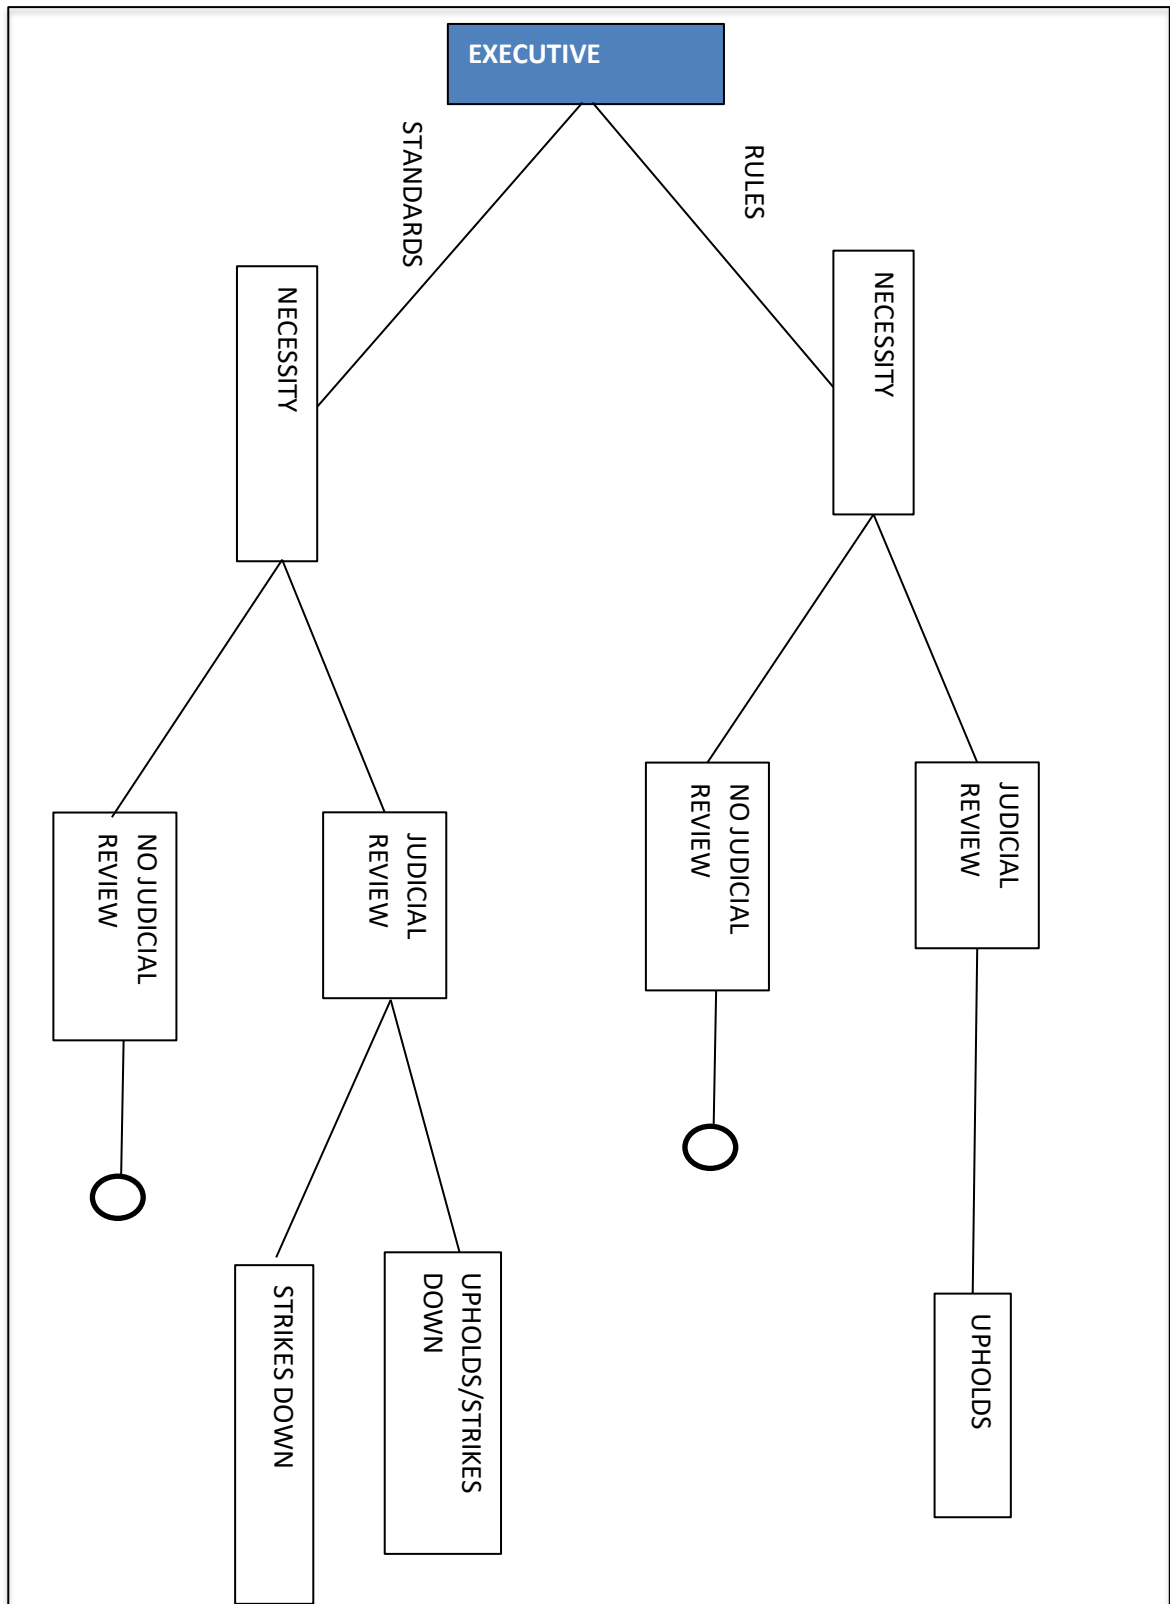 EXECUTIVE
STANDARDS
RULES
NECESSITY
NECESSITY
NO JUDICIAL
REVIEW
JUDICIAL
REVIEW
NO JUDICIAL
REVIEW
JUDICIAL
REVIEW
STRIKES DOWN
UPHOLDS/STRIKES
DOWN
UPHOLDS